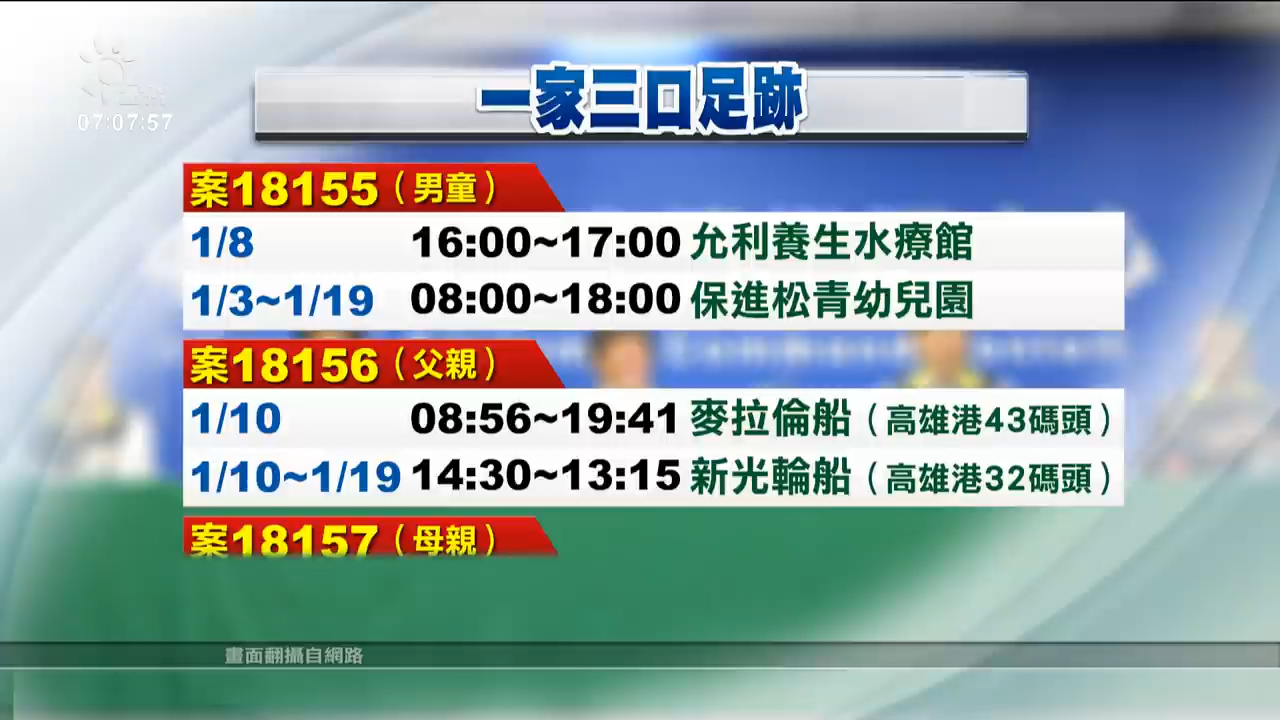 07:07:57
一家三口足跡
案18155（男童）
1/8 16:00~17:00 允利養生水療館
1/3~1/19 08:00~18:00 保進松青幼兒園
案18156（父親）
1/10 08:56~19:41 麥拉倫船（高雄港43碼頭）
1/10~1/19 14:30~13:15 新光輪船（高雄港32碼頭）
案18157（母親）
畫面翻攝自網路